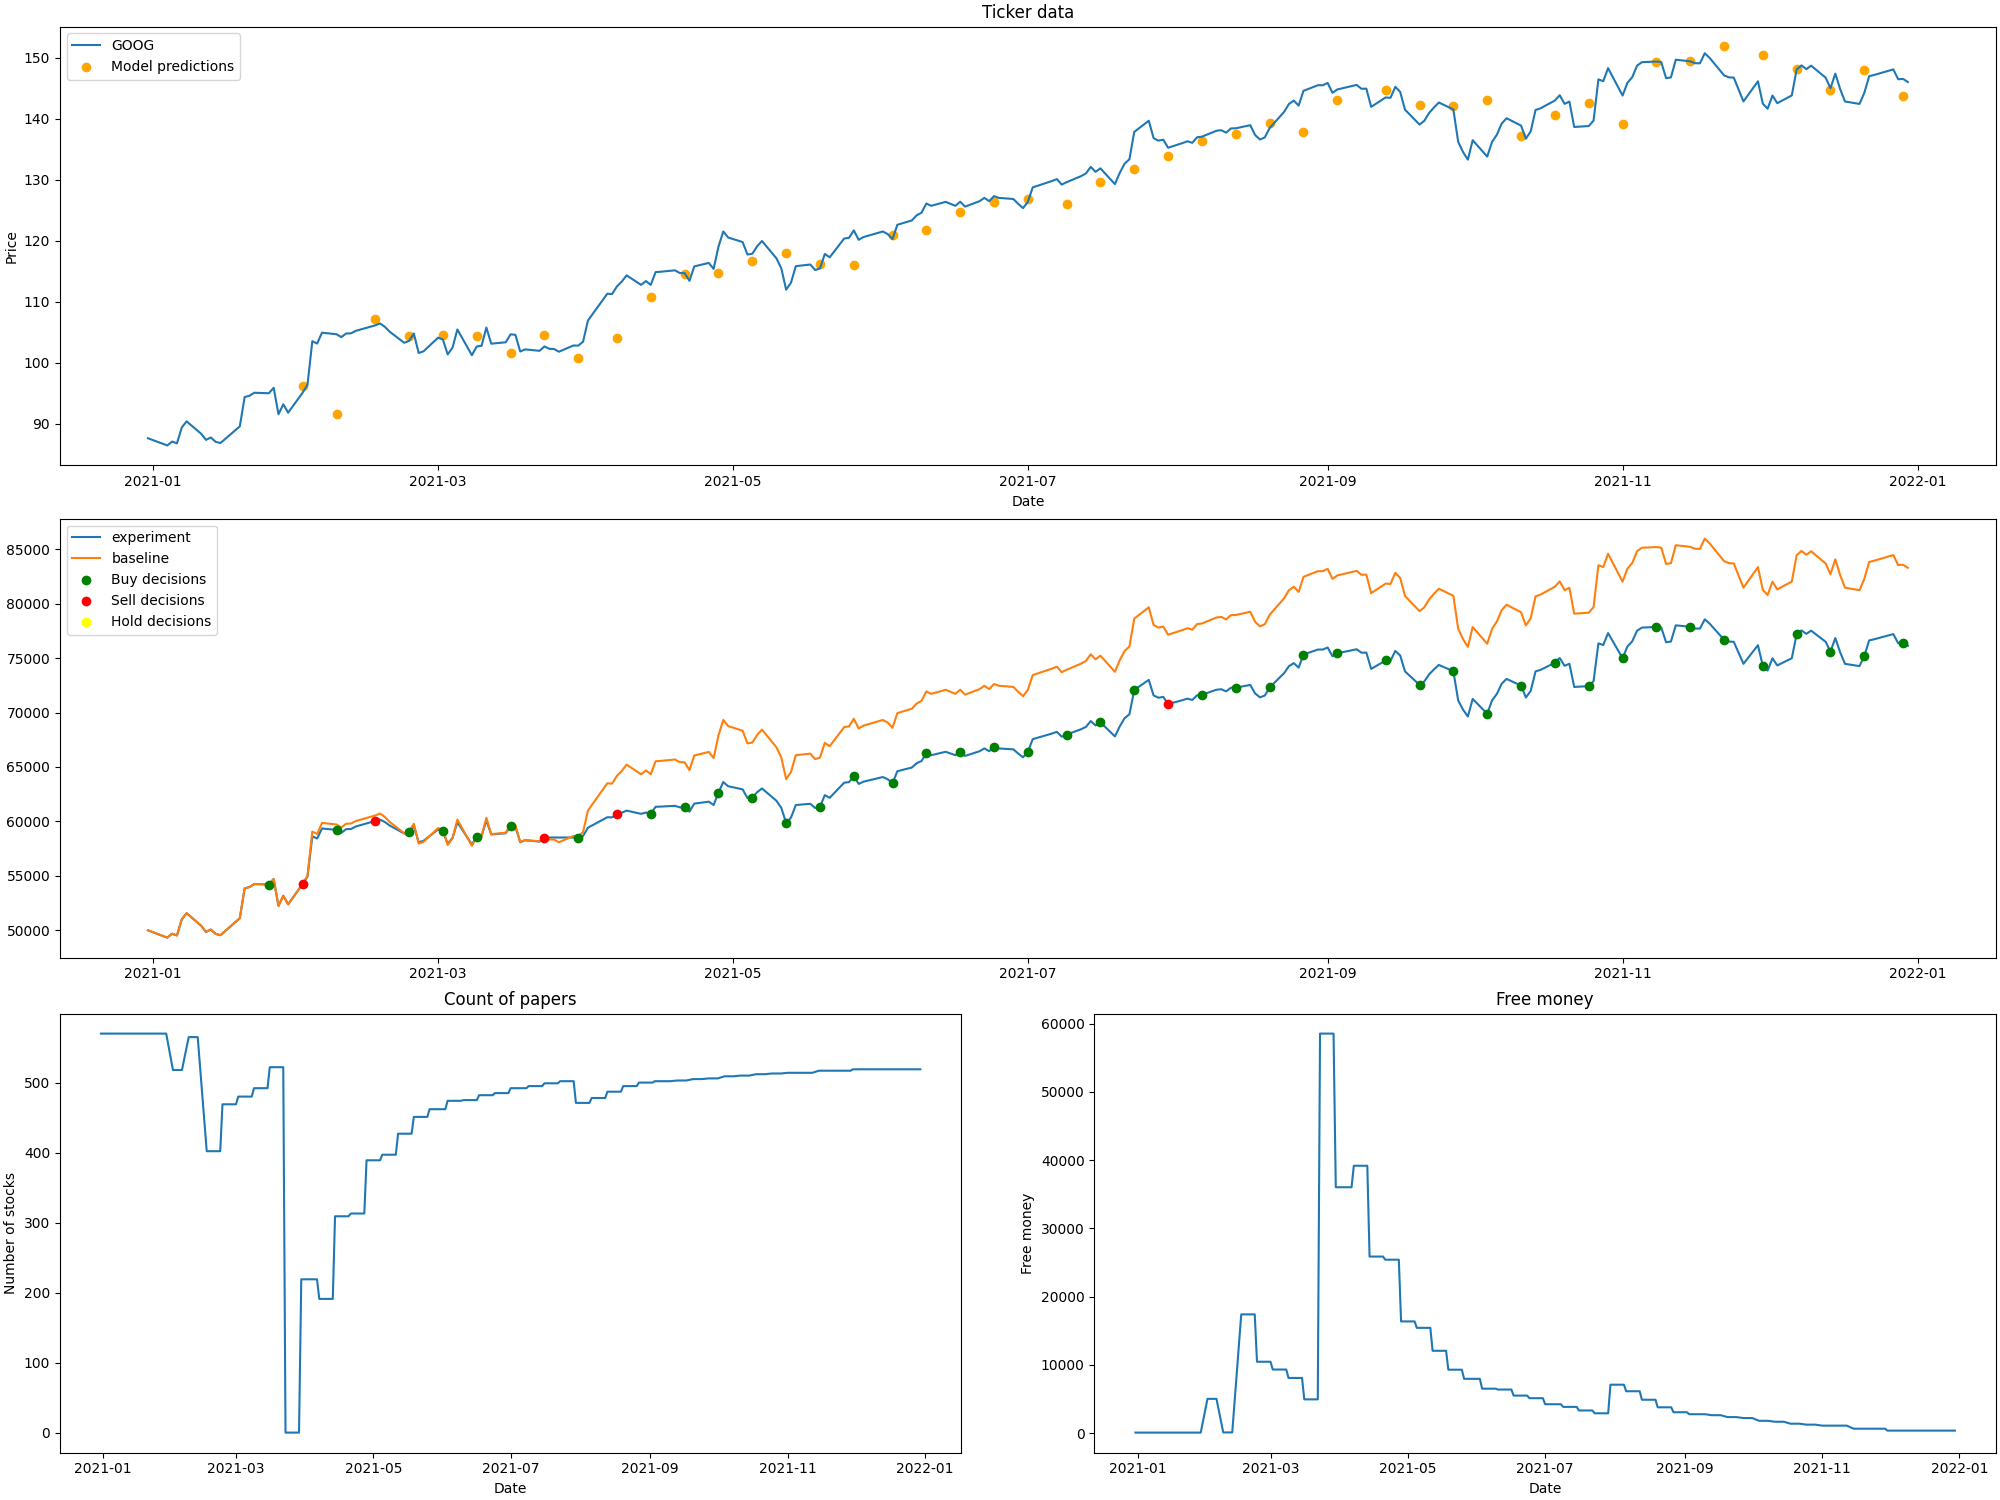 Ticker data
GOOG
Model predictions
150
140
130
120
110
100
90
Price
2021-01 2021-03 2021-05 2021-07 2021-09 2021-11 2022-01
Date
experiment
baseline
Buy decisions
Sell decisions
Hold decisions
85000
80000
75000
70000
65000
60000
55000
50000
2021-01 2021-03 2021-05 2021-07 2021-09 2021-11 2022-01
Count of papers
500
400
300
200
100
0
Number of stocks
2021-01 2021-03 2021-05 2021-07 2021-09 2021-11 2022-01
Date
Free money
60000
50000
40000
30000
20000
10000
0
Free money
2021-01 2021-03 2021-05 2021-07 2021-09 2021-11 2022-01
Date